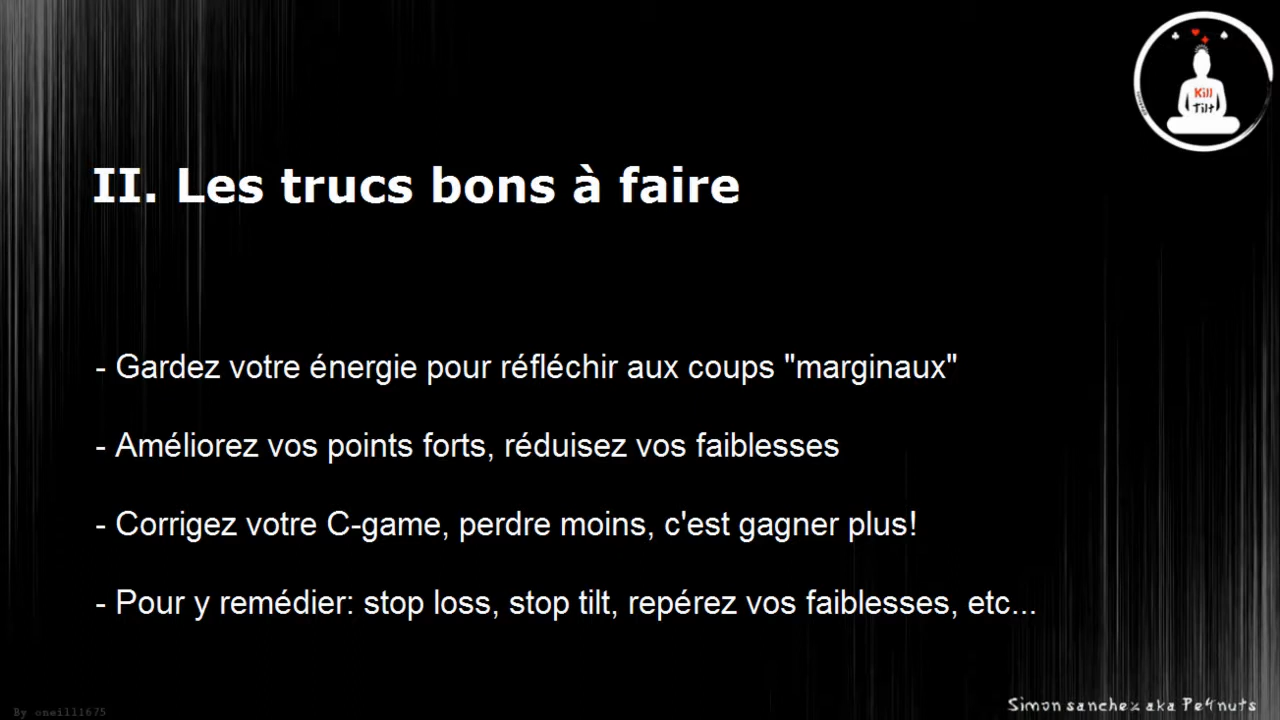 Kill
Tilt
II. Les trucs bons à faire
- Gardez votre énergie pour réfléchir aux coups "marginaux"
- Améliorez vos points forts, réduisez vos faiblesses
- Corrigez votre C-game, perdre moins, c'est gagner plus!
- Pour y remédier: stop loss, stop tilt, repérez vos faiblesses, etc...
By oneill1675
Simon sanchez aka Pe4nuts